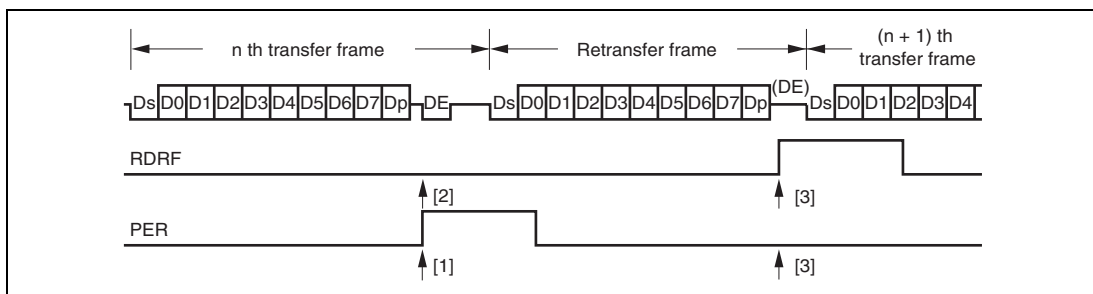 n th transfer frame
Retransfer frame
(n + 1) th
transfer frame
Ds D0 D1 D2 D3 D4 D5 D6 D7 Dp DE Ds D0 D1 D2 D3 D4 D5 D6 D7 Dp (DE) Ds D0 D1 D2 D3 D4
RDRF
[2] [3]
PER
[1] [3]